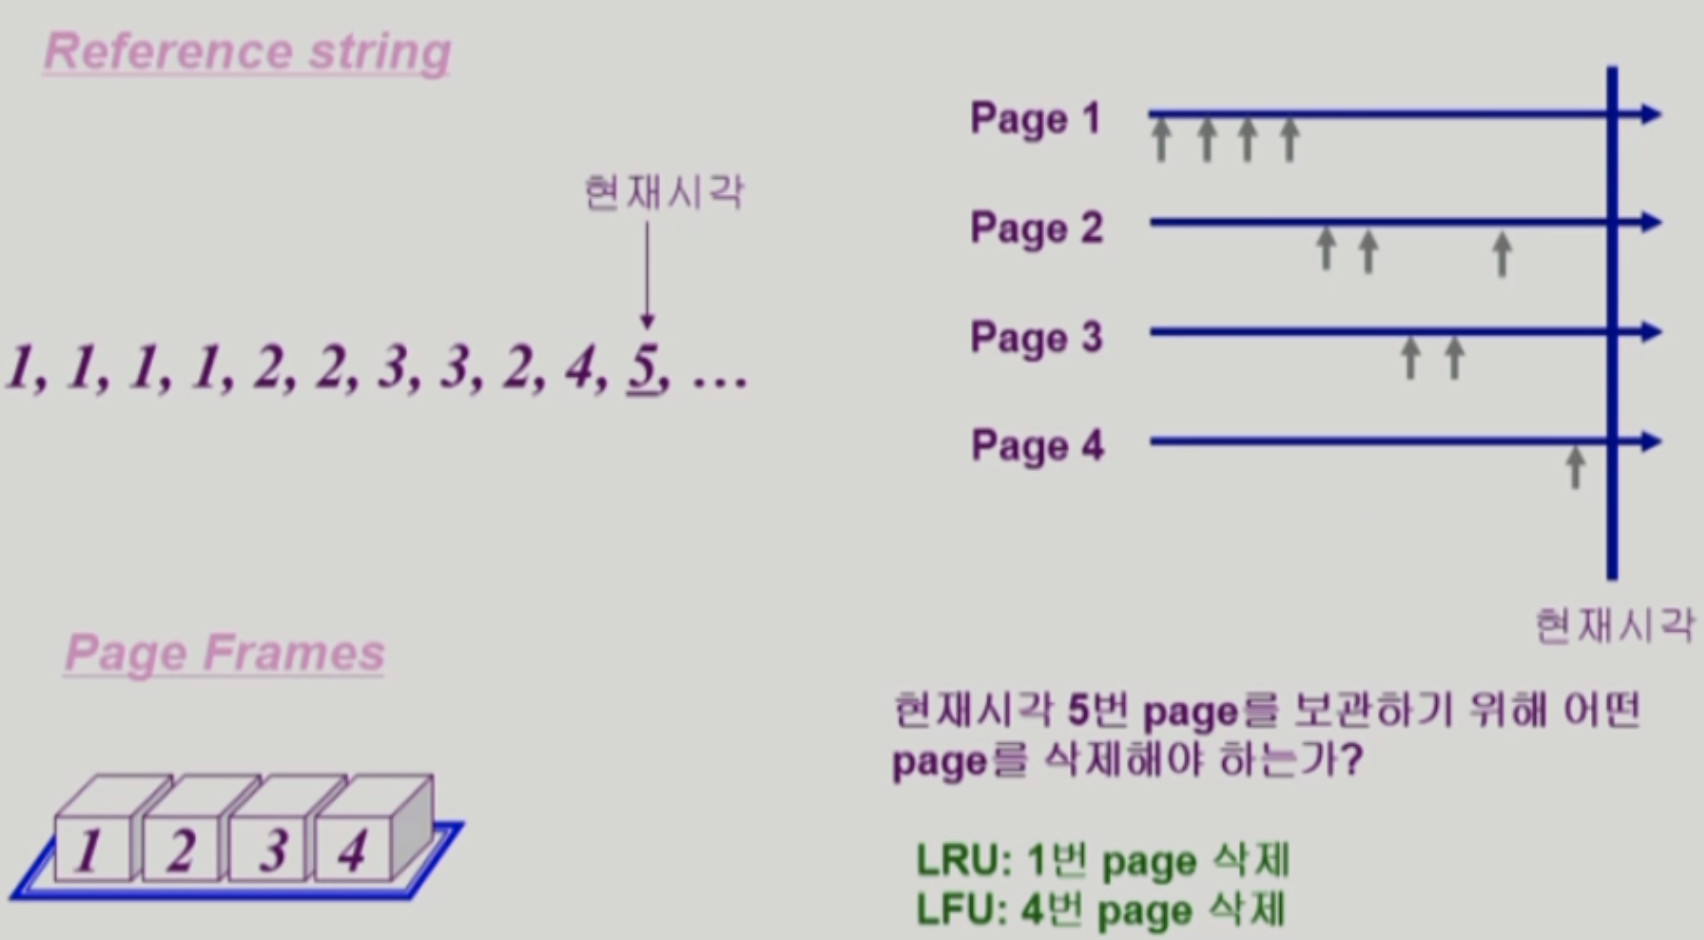 Reference string
현재시각
1, 1, 1, 1, 2, 2, 3, 3, 2, 4, 5, ...
Page Frames
1 2 3 4
Page 1
Page 2
Page 3
Page 4
현재시각
현재시각 5번 page를 보관하기 위해 어떤
page를 삭제해야 하는가?
LRU: 1번 page 삭제
LFU: 4번 page 삭제